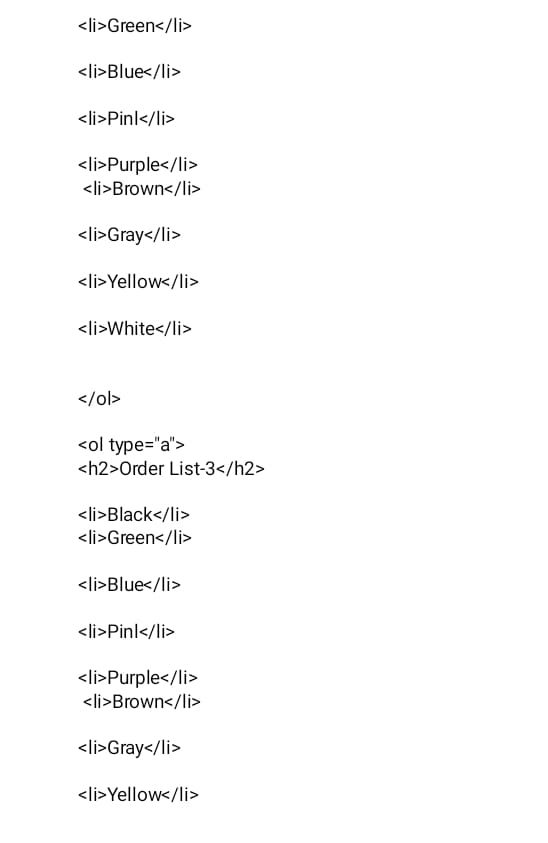 <li>Green</li>
<li>Blue</li>
<li>Pinl</li>
<li>Purple</li>
<li>Brown</li>
<li>Gray</li>
<li>Yellow</li>
<li>White</li>
</ol>
<ol type="a">
<h2>Order List-3</h2>
<li>Black</li>
<li>Green</li>
<li>Blue</li>
<li>Pinl</li>
<li>Purple</li>
<li>Brown</li>
<li>Gray</li>
<li>Yellow</li>